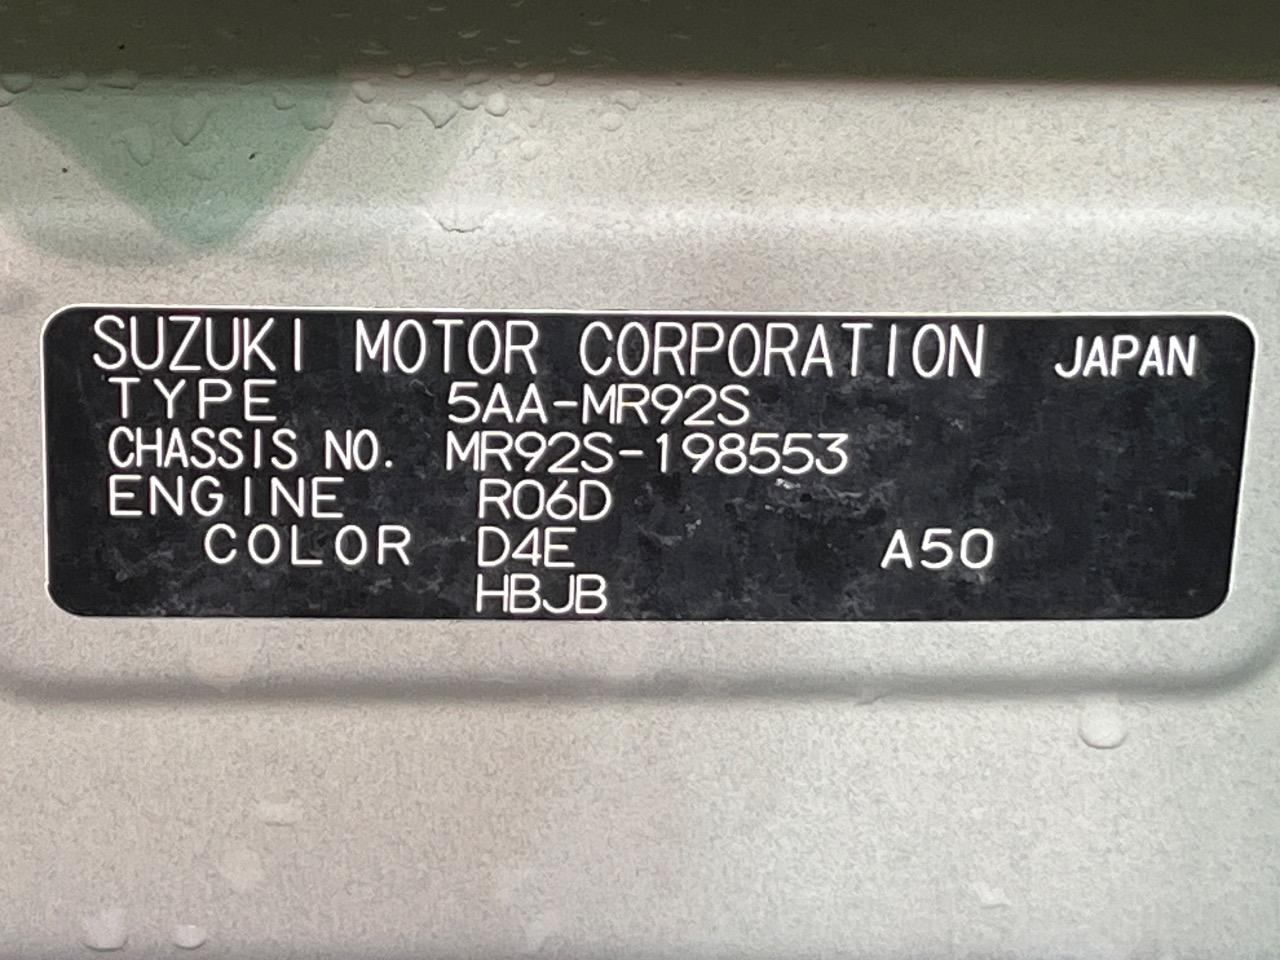 SUZUKI MOTOR CORPORATION JAPAN
TYPE 5AA-MR92S
CHASSIS NO. MR92S-198553
ENGINE R06D
COLOR D4E A50
HBJB